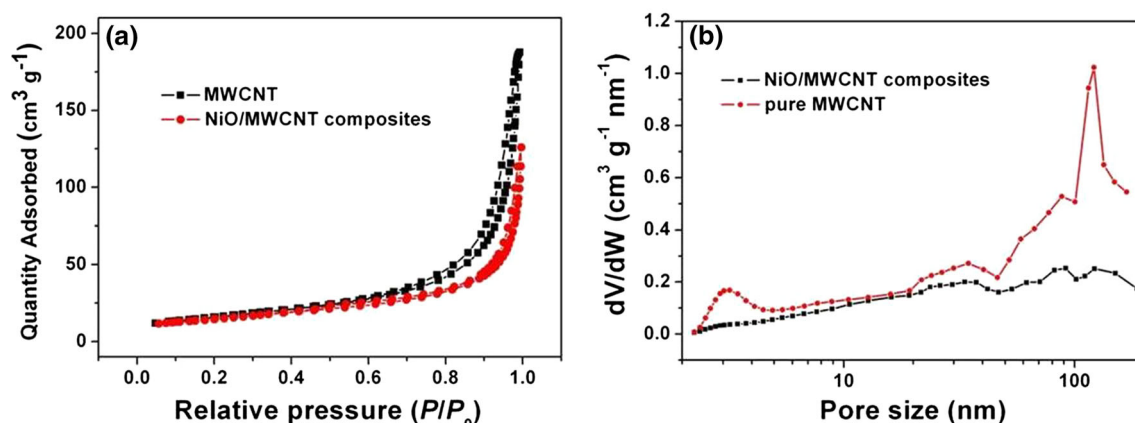 (a)
200
150
100
50
0
Quantity Adsorbed (cm³ g⁻¹)
MWCNT
NiO/MWCNT composites
0.0 0.2 0.4 0.6 0.8 1.0
Relative pressure (P/P₀)
(b)
1.2
1.0
0.8
0.6
0.4
0.2
0.0
dV/dW (cm³ g⁻¹ nm⁻¹)
NiO/MWCNT composites
pure MWCNT
10 100
Pore size (nm)